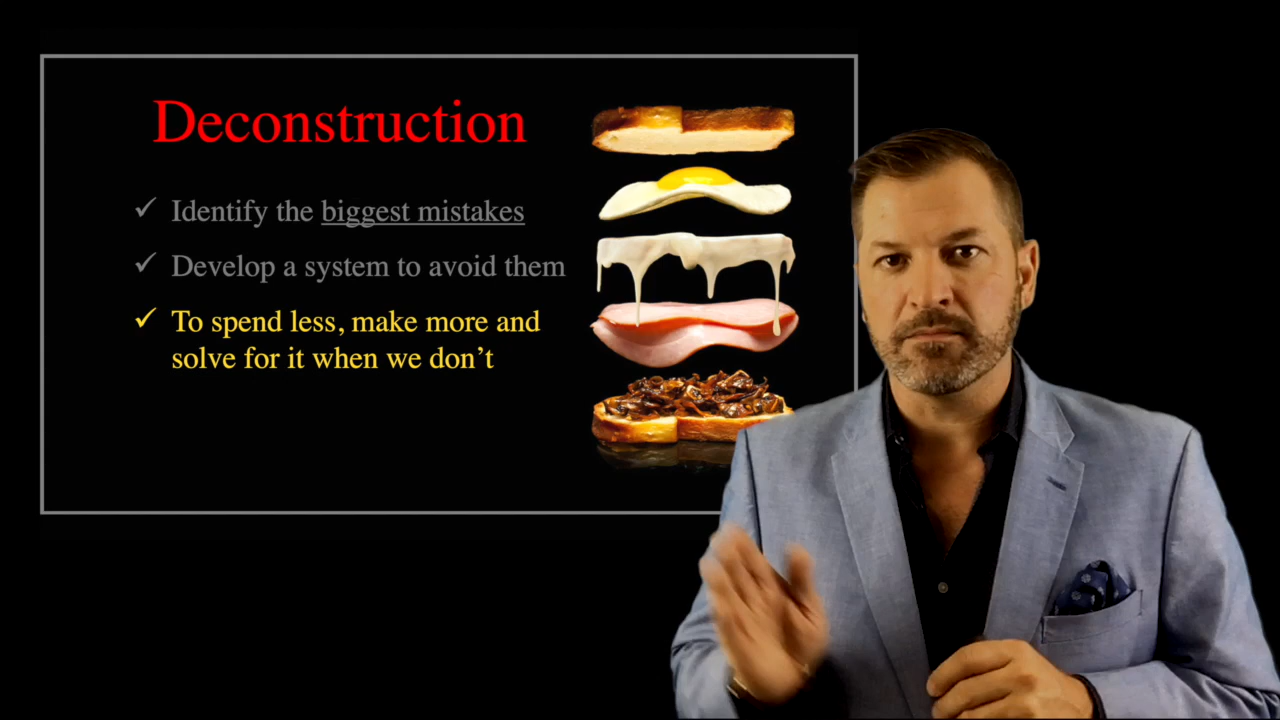 Deconstruction
✓ Identify the biggest mistakes
✓ Develop a system to avoid them
✓ To spend less, make more and
solve for it when we don't